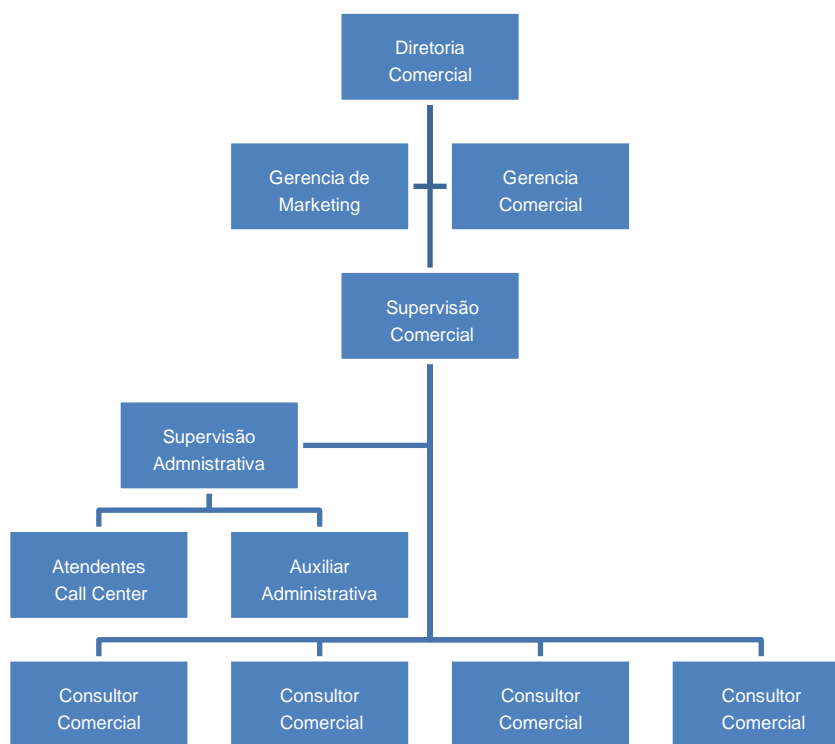 Diretoria
Comercial
Gerencia de
Marketing
Gerencia
Comercial
Supervisão
Comercial
Supervisão
Admnistrativa
Atendentes
Call Center
Auxiliar
Administrativa
Consultor
Comercial
Consultor
Comercial
Consultor
Comercial
Consultor
Comercial